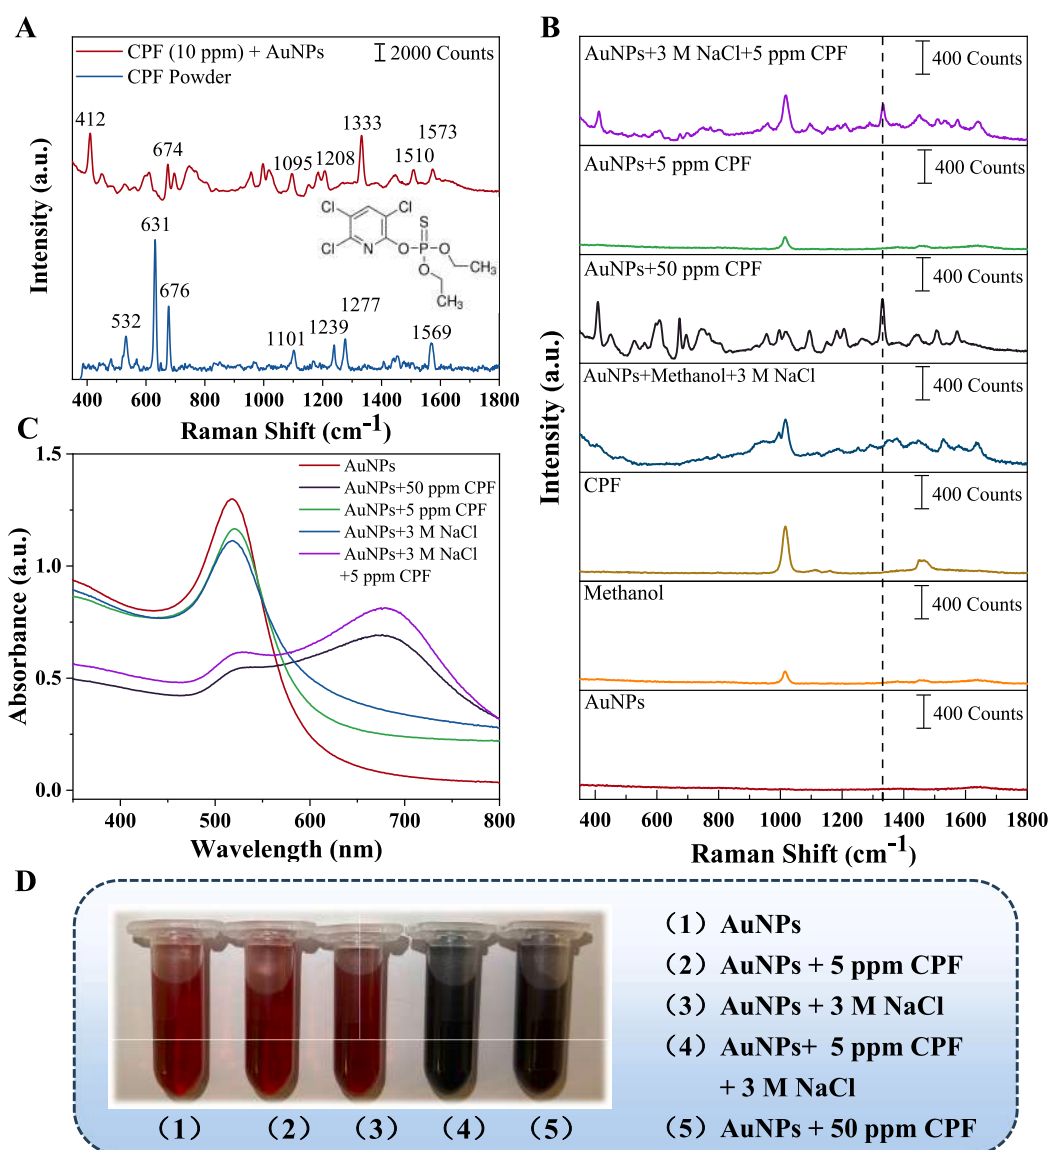 A
CPF (10 ppm) + AuNPs
CPF Powder
2000 Counts
412
674
1095
1208
1333
1510
1573
631
676
532
1101
1239
1277
1569
Cl
Cl
Cl
N
O
P
S
O
O
CH₃
CH₃
Intensity (a.u.)
400 600 800 1000 1200 1400 1600 1800
Raman Shift (cm⁻¹)
B
AuNPs+3 M NaCl+5 ppm CPF
400 Counts
AuNPs+5 ppm CPF
400 Counts
AuNPs+50 ppm CPF
400 Counts
AuNPs+Methanol+3 M NaCl
400 Counts
CPF
400 Counts
Methanol
400 Counts
AuNPs
400 Counts
Intensity (a.u.)
400 600 800 1000 1200 1400 1600 1800
Raman Shift (cm⁻¹)
C
1.5
1.0
0.5
0.0
Absorbance (a.u.)
AuNPs
AuNPs+50 ppm CPF
AuNPs+5 ppm CPF
AuNPs+3 M NaCl
AuNPs+3 M NaCl
+5 ppm CPF
400 500 600 700 800
Wavelength (nm)
D
(1) (2) (3) (4) (5)
(1) AuNPs
(2) AuNPs + 5 ppm CPF
(3) AuNPs + 3 M NaCl
(4) AuNPs+ 5 ppm CPF
+ 3 M NaCl
(5) AuNPs + 50 ppm CPF